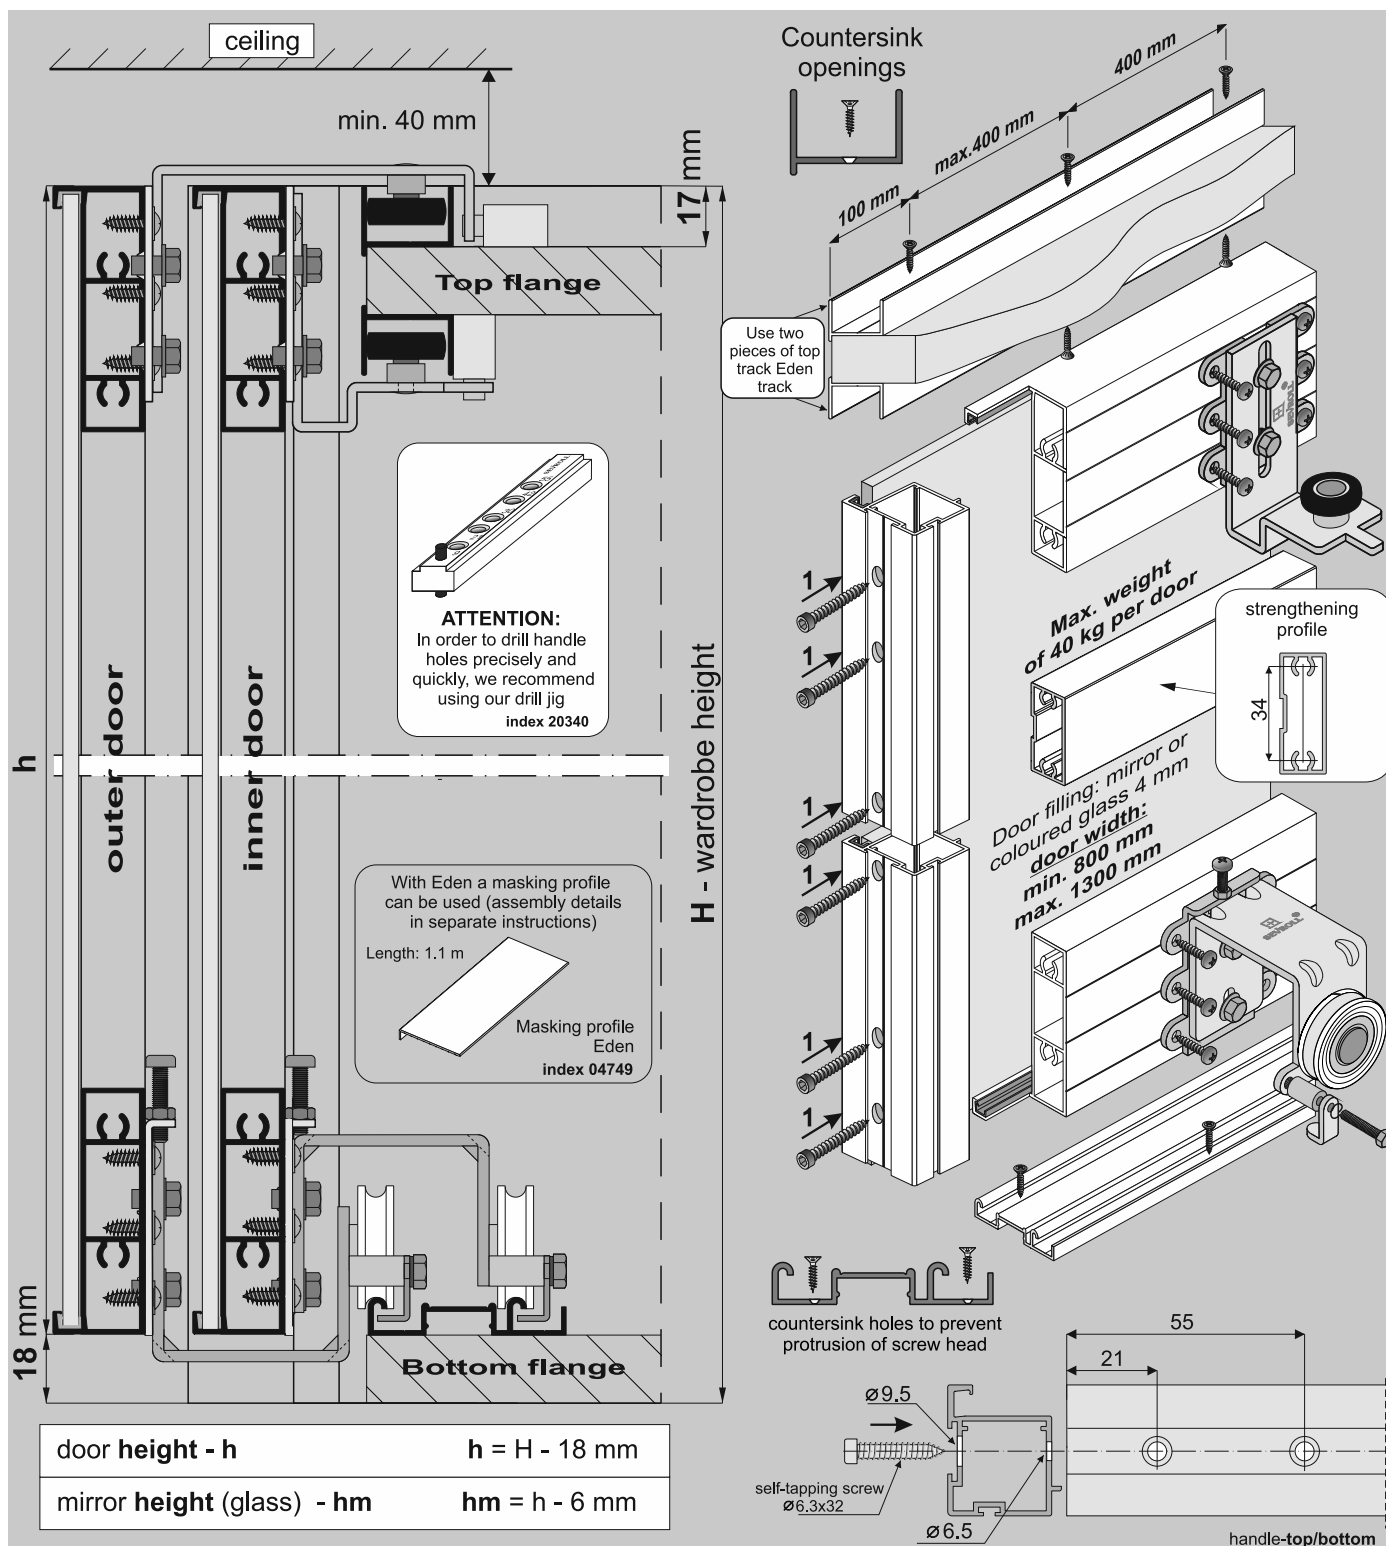 ceiling
min. 40 mm
17 mm
Top flange
ATTENTION:
In order to drill handle
holes precisely and
quickly, we recommend
using our drill jig
index 20340
h
outer door
inner door
H - wardrobe height
With Eden a masking profile
can be used (assembly details
in separate instructions)
Length: 1.1 m
Masking profile
Eden
index 04749
18 mm
Bottom flange
door height - h h = H - 18 mm
mirror height (glass) - hm hm = h - 6 mm
Countersink
openings
400 mm
max.400 mm
100 mm
Use two
pieces of top
track Eden
track
SEVROLL
1
1
Max. weight
of 40 kg per door
strengthening
profile
34
1
1
Door filling: mirror or
coloured glass 4 mm
door width:
min. 800 mm
max. 1300 mm
SEVROLL
1
1
countersink holes to prevent
protrusion of screw head
55
21
ø9.5
self-tapping screw
ø6.3x32
ø6.5
handle-top/bottom